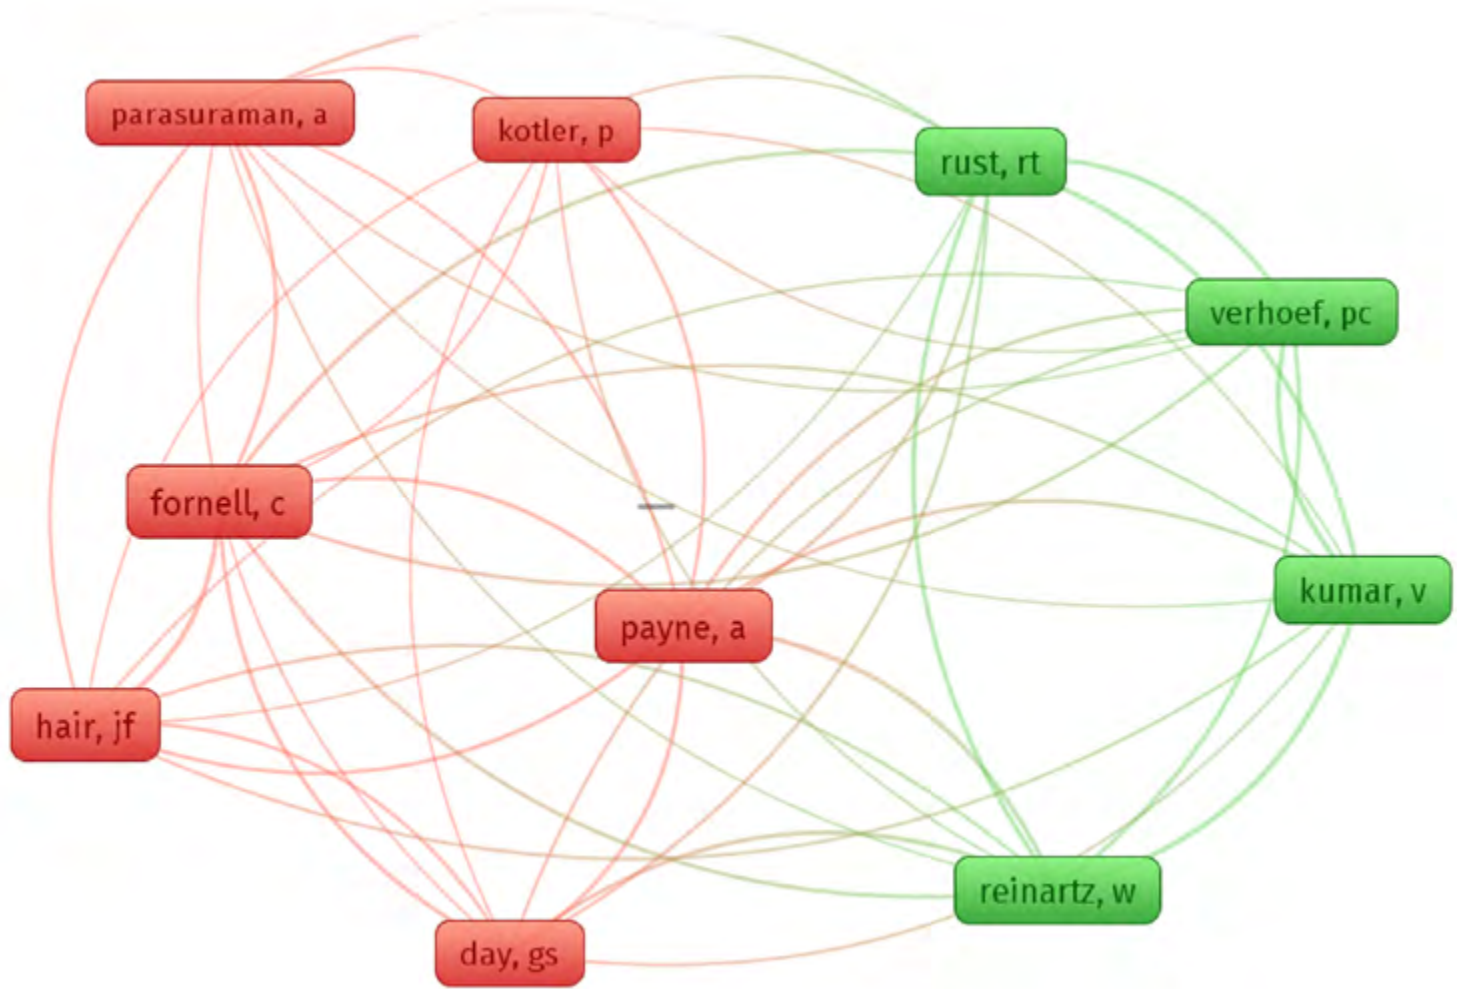 parasuraman, a
kotler, p
rust, rt
verhoef, pc
fornell, c
kumar, v
payne, a
hair, jf
reinartz, w
day, gs